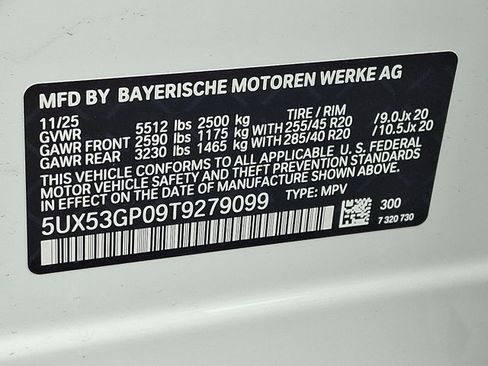 MFD BY BAYERISCHE MOTOREN WERKE AG
11/25 TIRE / RIM
GVWR 5512 lbs 2500 kg
GAWR FRONT 2590 lbs 1175 kg WITH 255/45 R20 /9.0Jx 20
GAWR REAR 3230 lbs 1465 kg WITH 285/40 R20 /10.5Jx 20
THIS VEHICLE CONFORMS TO ALL APPLICABLE U.S. FEDERAL
MOTOR VEHICLE SAFETY AND THEFT PREVENTION STANDARDS
IN EFFECT ON THE DATE OF MANUFACTURE SHOWN ABOVE.
5UX53GP09T9279099 TYPE: MPV
300
7 320 730